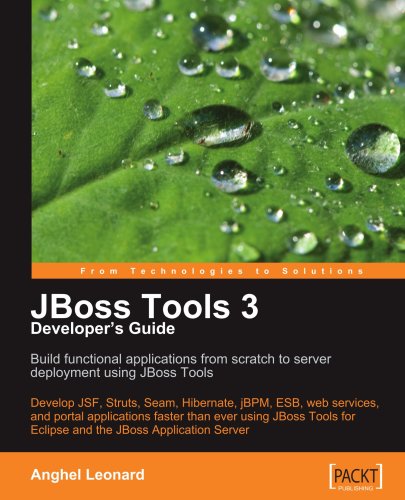 From Technologies to Solutions
JBoss Tools 3
Developer's Guide
Build functional applications from scratch to server
deployment using JBoss Tools
Develop JSF, Struts, Seam, Hibernate, jBPM, ESB, web services,
and portal applications faster than ever using JBoss Tools for
Eclipse and the JBoss Application Server
Anghel Leonard
[PACKT]
PUBLISHING